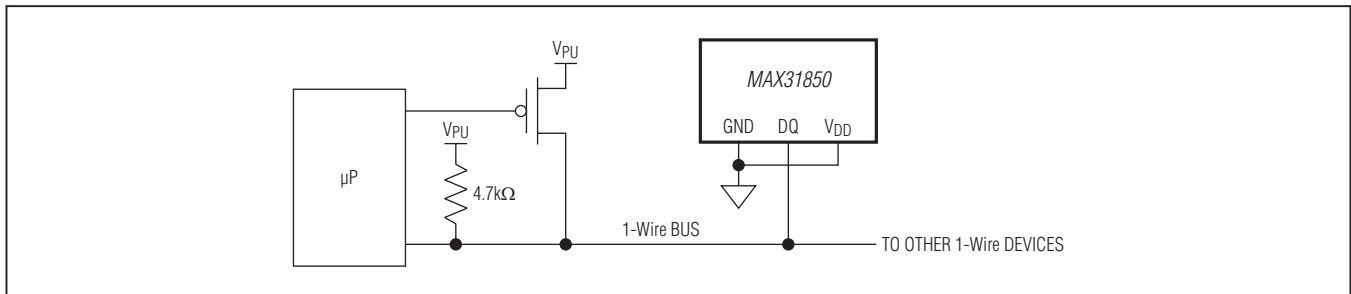 VPU
MAX31850
GND DQ VDD
VPU
µP
4.7kΩ
1-Wire BUS
TO OTHER 1-Wire DEVICES